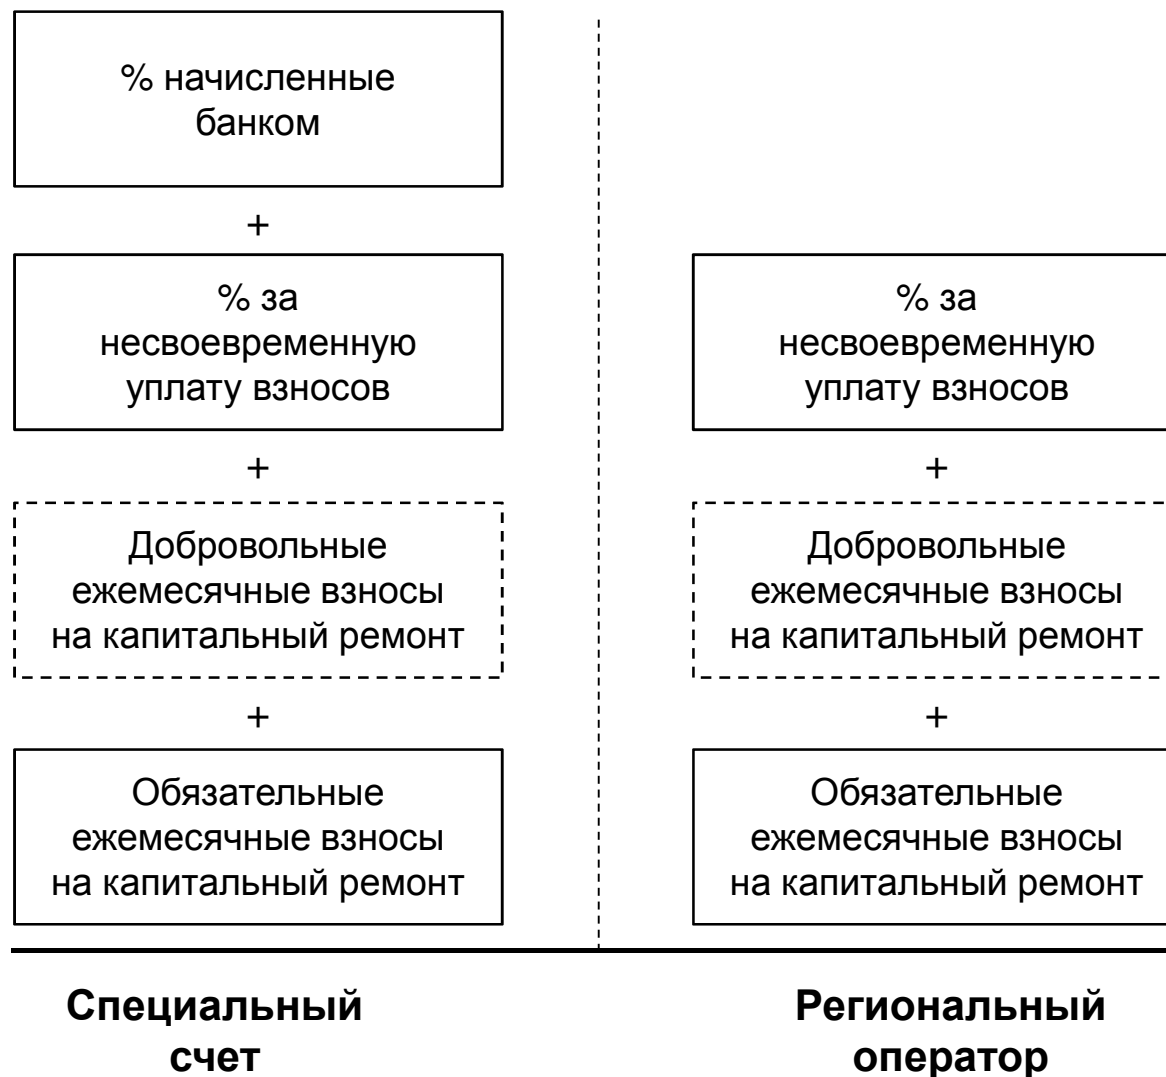 % начисленные
банком
+
% за
несвоевременную
уплату взносов
+
Добровольные
ежемесячные взносы
на капитальный ремонт
+
Обязательные
ежемесячные взносы
на капитальный ремонт
Специальный
счет
% за
несвоевременную
уплату взносов
+
Добровольные
ежемесячные взносы
на капитальный ремонт
+
Обязательные
ежемесячные взносы
на капитальный ремонт
Региональный
оператор